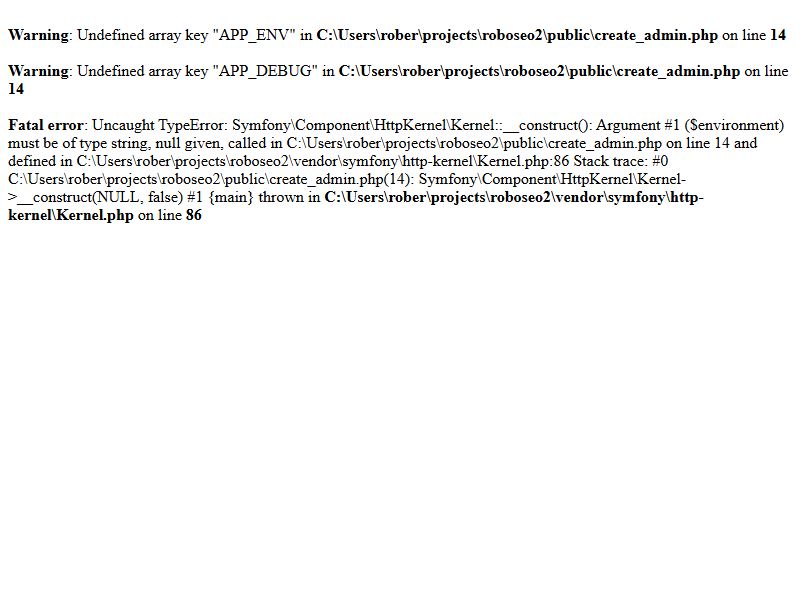 Warning: Undefined array key "APP_ENV" in C:\Users\rober\projects\roboseo2\public\create_admin.php on line 14
Warning: Undefined array key "APP_DEBUG" in C:\Users\rober\projects\roboseo2\public\create_admin.php on line
14
Fatal error: Uncaught TypeError: Symfony\Component\HttpKernel\Kernel::__construct(): Argument #1 ($environment)
must be of type string, null given, called in C:\Users\rober\projects\roboseo2\public\create_admin.php on line 14 and
defined in C:\Users\rober\projects\roboseo2\vendor\symfony\http-kernel\Kernel.php:86 Stack trace: #0
C:\Users\rober\projects\roboseo2\public\create_admin.php(14): Symfony\Component\HttpKernel\Kernel-
>__construct(NULL, false) #1 {main} thrown in C:\Users\rober\projects\roboseo2\vendor\symfony\http-
kernel\Kernel.php on line 86